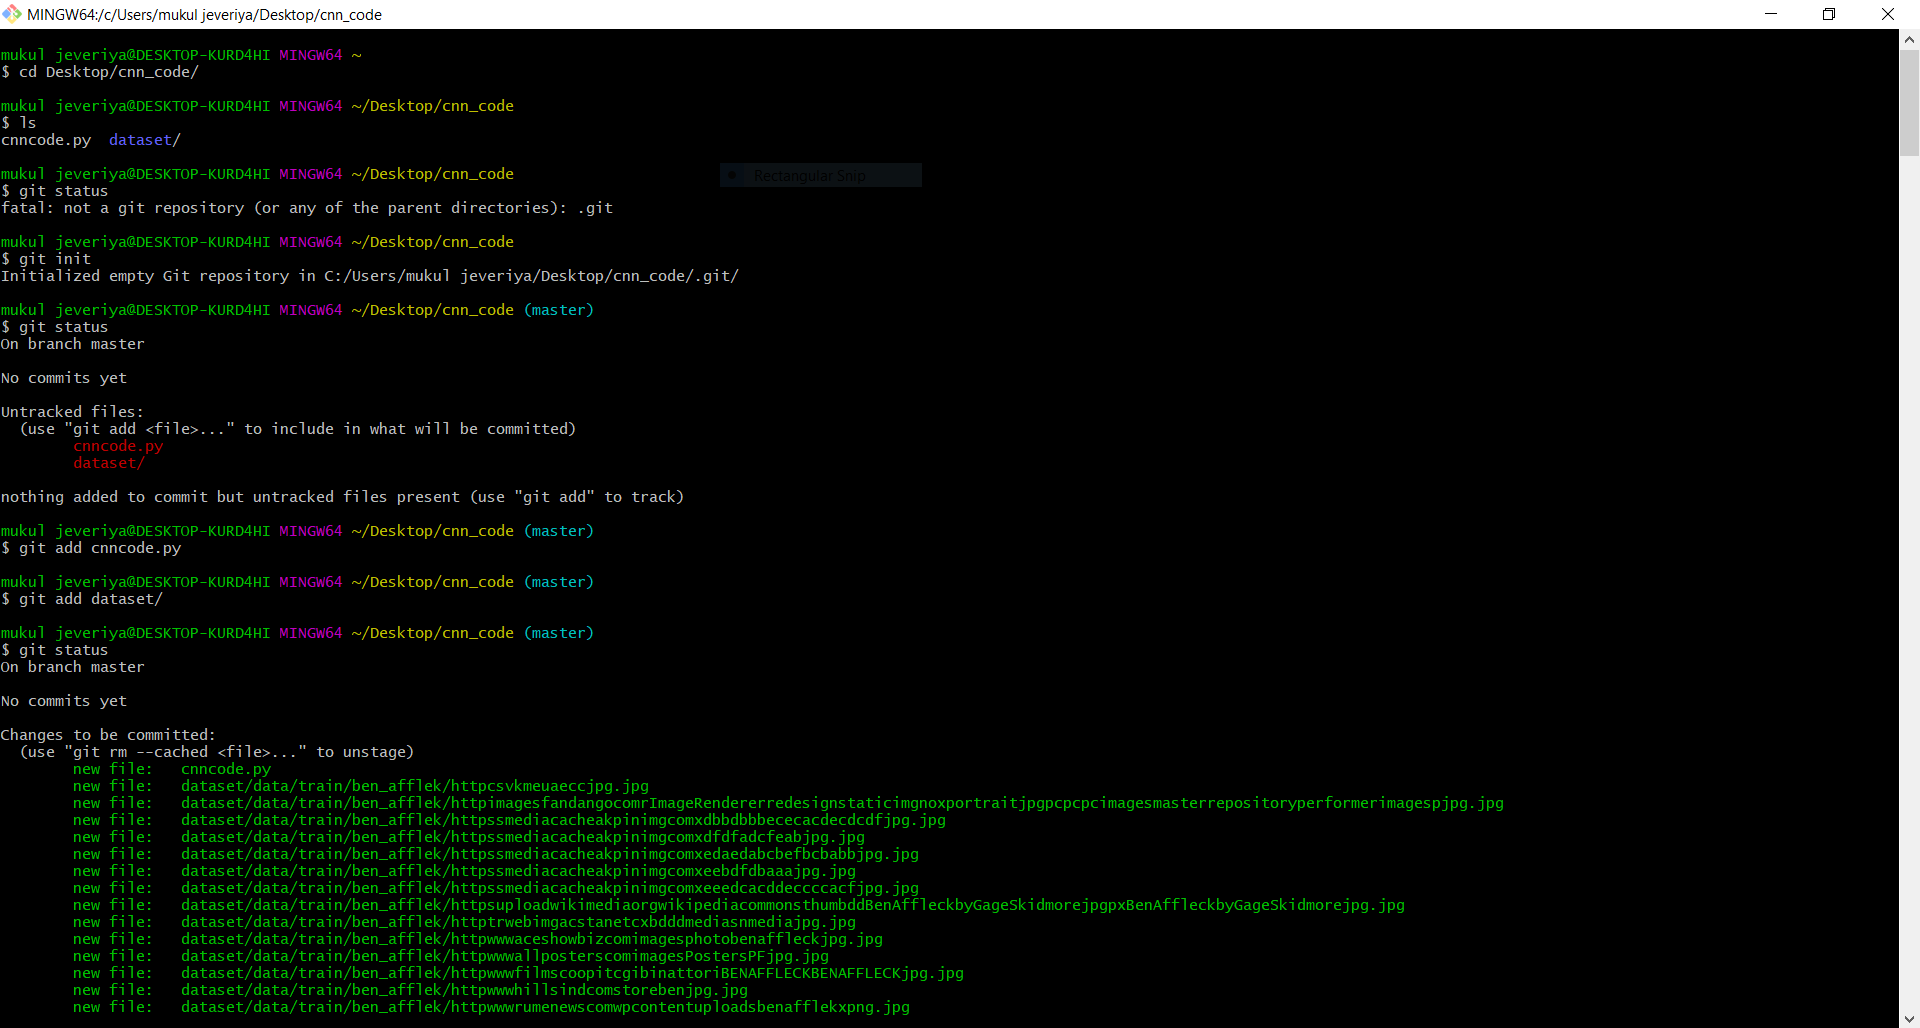 MINGW64:/c/Users/mukul jeveriya/Desktop/cnn_code
mukul jeveriya@DESKTOP-KURD4HI MINGW64 ~
$ cd Desktop/cnn_code/
mukul jeveriya@DESKTOP-KURD4HI MINGW64 ~/Desktop/cnn_code
$ ls
cnncode.py  dataset/
mukul jeveriya@DESKTOP-KURD4HI MINGW64 ~/Desktop/cnn_code
Rectangular Snip
$ git status
fatal: not a git repository (or any of the parent directories): .git
mukul jeveriya@DESKTOP-KURD4HI MINGW64 ~/Desktop/cnn_code
$ git init
Initialized empty Git repository in C:/Users/mukul jeveriya/Desktop/cnn_code/.git/
mukul jeveriya@DESKTOP-KURD4HI MINGW64 ~/Desktop/cnn_code (master)
$ git status
On branch master
No commits yet
Untracked files:
  (use "git add <file>..." to include in what will be committed)
        cnncode.py
        dataset/
nothing added to commit but untracked files present (use "git add" to track)
mukul jeveriya@DESKTOP-KURD4HI MINGW64 ~/Desktop/cnn_code (master)
$ git add cnncode.py
mukul jeveriya@DESKTOP-KURD4HI MINGW64 ~/Desktop/cnn_code (master)
$ git add dataset/
mukul jeveriya@DESKTOP-KURD4HI MINGW64 ~/Desktop/cnn_code (master)
$ git status
On branch master
No commits yet
Changes to be committed:
  (use "git rm --cached <file>..." to unstage)
        new file:   cnncode.py
        new file:   dataset/data/train/ben_afflek/httpcsvkmeuaeccjpg.jpg
        new file:   dataset/data/train/ben_afflek/httpimagesfandangocomrImageRendererredesignstaticimgnoxportraitjpgpcpcpcimagesmasterrepositoryperformerimagespjpg.jpg
        new file:   dataset/data/train/ben_afflek/httpssmediacacheakpinimgcomxdbbdbbbececacdecdcdfjpg.jpg
        new file:   dataset/data/train/ben_afflek/httpssmediacacheakpinimgcomxdfdfadcfeabjpg.jpg
        new file:   dataset/data/train/ben_afflek/httpssmediacacheakpinimgcomxedaedabcbefbcbabbjpg.jpg
        new file:   dataset/data/train/ben_afflek/httpssmediacacheakpinimgcomxeebdfdbaaajpg.jpg
        new file:   dataset/data/train/ben_afflek/httpssmediacacheakpinimgcomxeeedcacddeccccacfjpg.jpg
        new file:   dataset/data/train/ben_afflek/httpsuploadwikimediaorgwikipediacommonsthumbddBenAffleckbyGageSkidmorejpgpxBenAffleckbyGageSkidmorejpg.jpg
        new file:   dataset/data/train/ben_afflek/httptrwebimgacstanetcxbdddmediasnmediajpg.jpg
        new file:   dataset/data/train/ben_afflek/httpwwwaceshowbizcomimagesphotobenaffleckjpg.jpg
        new file:   dataset/data/train/ben_afflek/httpwwwallposterscomimagesPostersPFjpg.jpg
        new file:   dataset/data/train/ben_afflek/httpwwwfilmscoopitcgibinattoriBENAFFLECKBENAFFLECKjpg.jpg
        new file:   dataset/data/train/ben_afflek/httpwwwhillsindcomstorebenjpg.jpg
        new file:   dataset/data/train/ben_afflek/httpwwwrumenewscomwpcontentuploadsbenafflekxpng.jpg